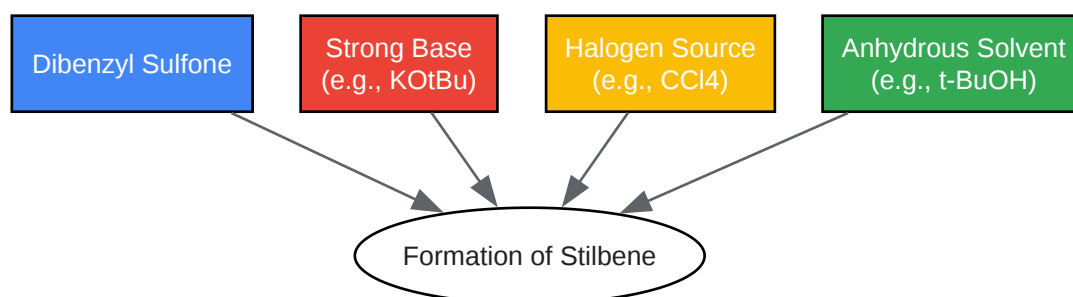 Dibenzyl Sulfone
Strong Base
(e.g., KOtBu)
Halogen Source
(e.g., CCl4)
Anhydrous Solvent
(e.g., t-BuOH)
Formation of Stilbene